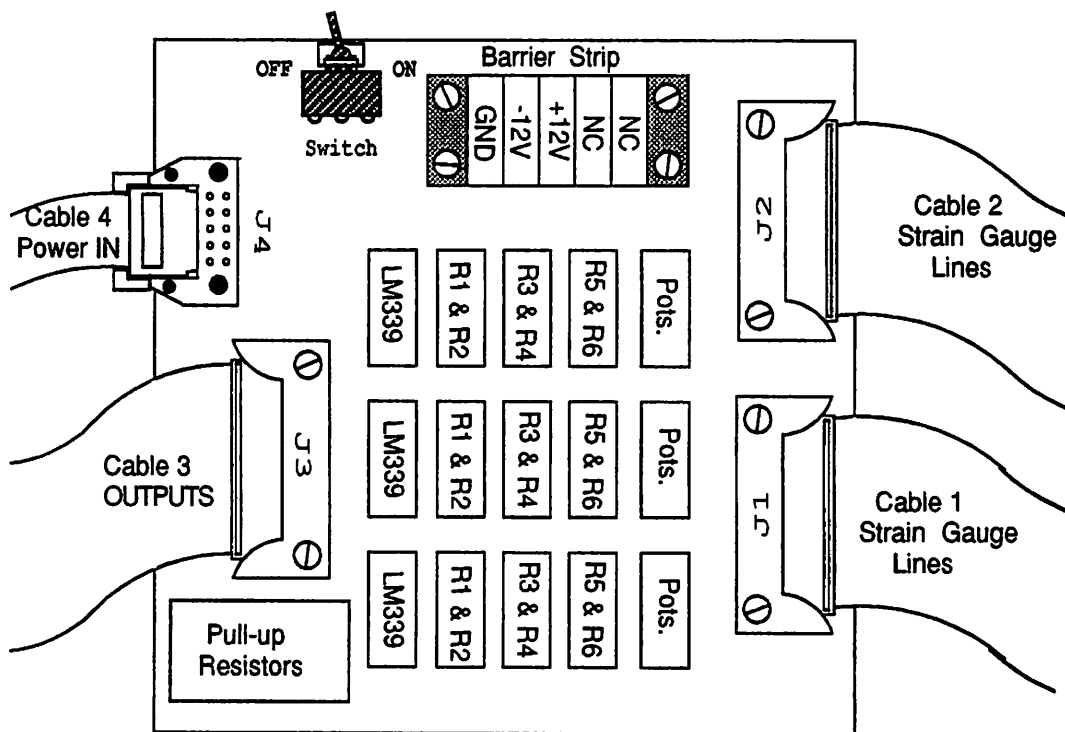 Barrier Strip
OFF
ON
Switch
GND
-12V
+12V
NC
NC
Cable 4
Power IN
J4
J2
Cable 2
Strain Gauge
Lines
LM339
R1 & R2
R3 & R4
R5 & R6
Pots.
Cable 3
OUTPUTS
J3
LM339
R1 & R2
R3 & R4
R5 & R6
Pots.
J1
Cable 1
Strain Gauge
Lines
LM339
R1 & R2
R3 & R4
R5 & R6
Pots.
Pull-up
Resistors